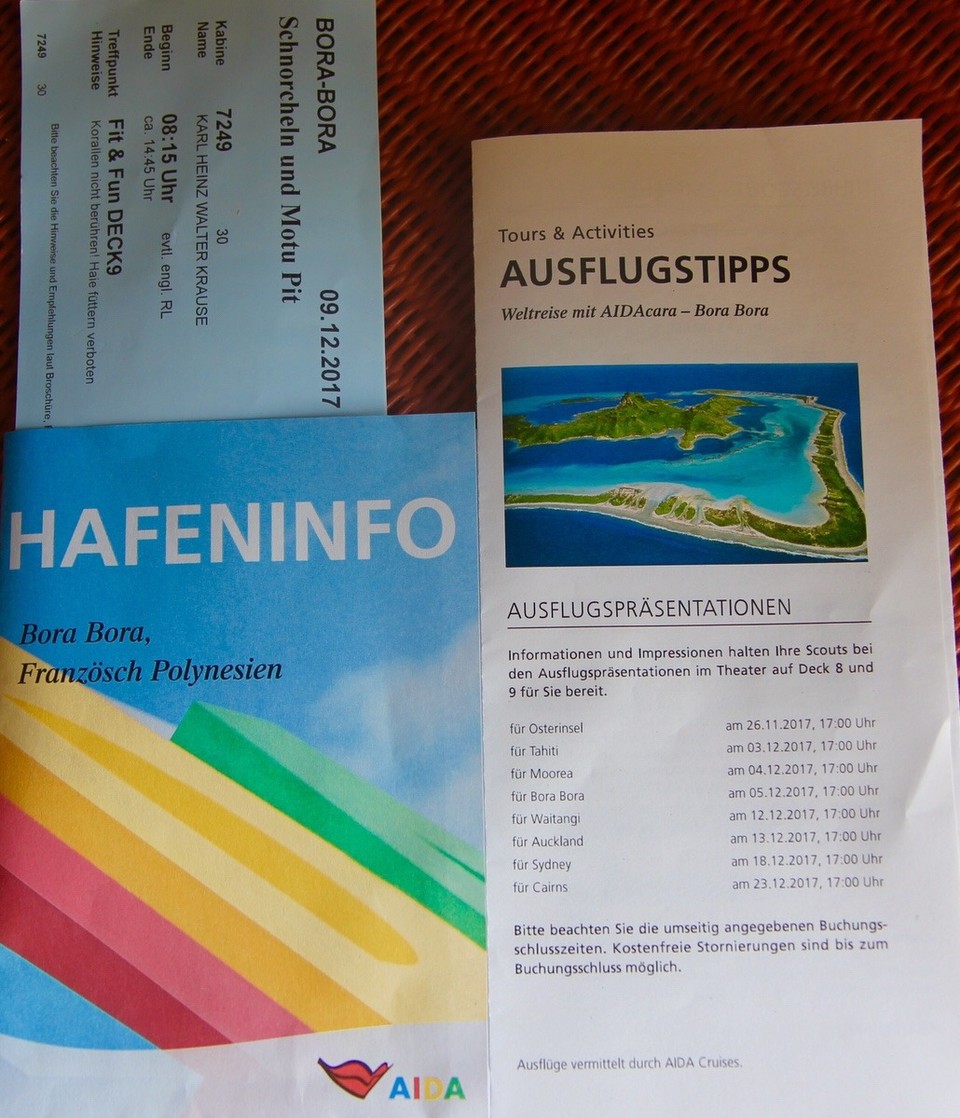 BORA-BORA 09.12.2017
Schnorcheln und Motu Pit
Kabine 7249 30
Name KARL HEINZ WALTER KRAUSE
Beginn 08:15 Uhr evtl. engl. RL
Ende ca. 14:45 Uhr
Treffpunkt Fit & Fun DECK9
Hinweise Korallen nicht berühren! Haie füttern verboten
7249 30 Bitte beachten Sie die Hinweise und Empfehlungen laut Broschüre,
HAFENINFO
Bora Bora,
Französch Polynesien
AIDA
Tours & Activities
AUSFLUGSTIPPS
Weltreise mit AIDAcara – Bora Bora
AUSFLUGSPRÄSENTATIONEN
Informationen und Impressionen halten Ihre Scouts bei
den Ausflugspräsentationen im Theater auf Deck 8 und
9 für Sie bereit.
für Osterinsel am 26.11.2017, 17:00 Uhr
für Tahiti am 03.12.2017, 17:00 Uhr
für Moorea am 04.12.2017, 17:00 Uhr
für Bora Bora am 05.12.2017, 17:00 Uhr
für Waitangi am 12.12.2017, 17:00 Uhr
für Auckland am 13.12.2017, 17:00 Uhr
für Sydney am 18.12.2017, 17:00 Uhr
für Cairns am 23.12.2017, 17:00 Uhr
Bitte beachten Sie die umseitig angegebenen Buchungs-
schlusszeiten. Kostenfreie Stornierungen sind bis zum
Buchungsschluss möglich.
Ausflüge vermittelt durch AIDA Cruises.